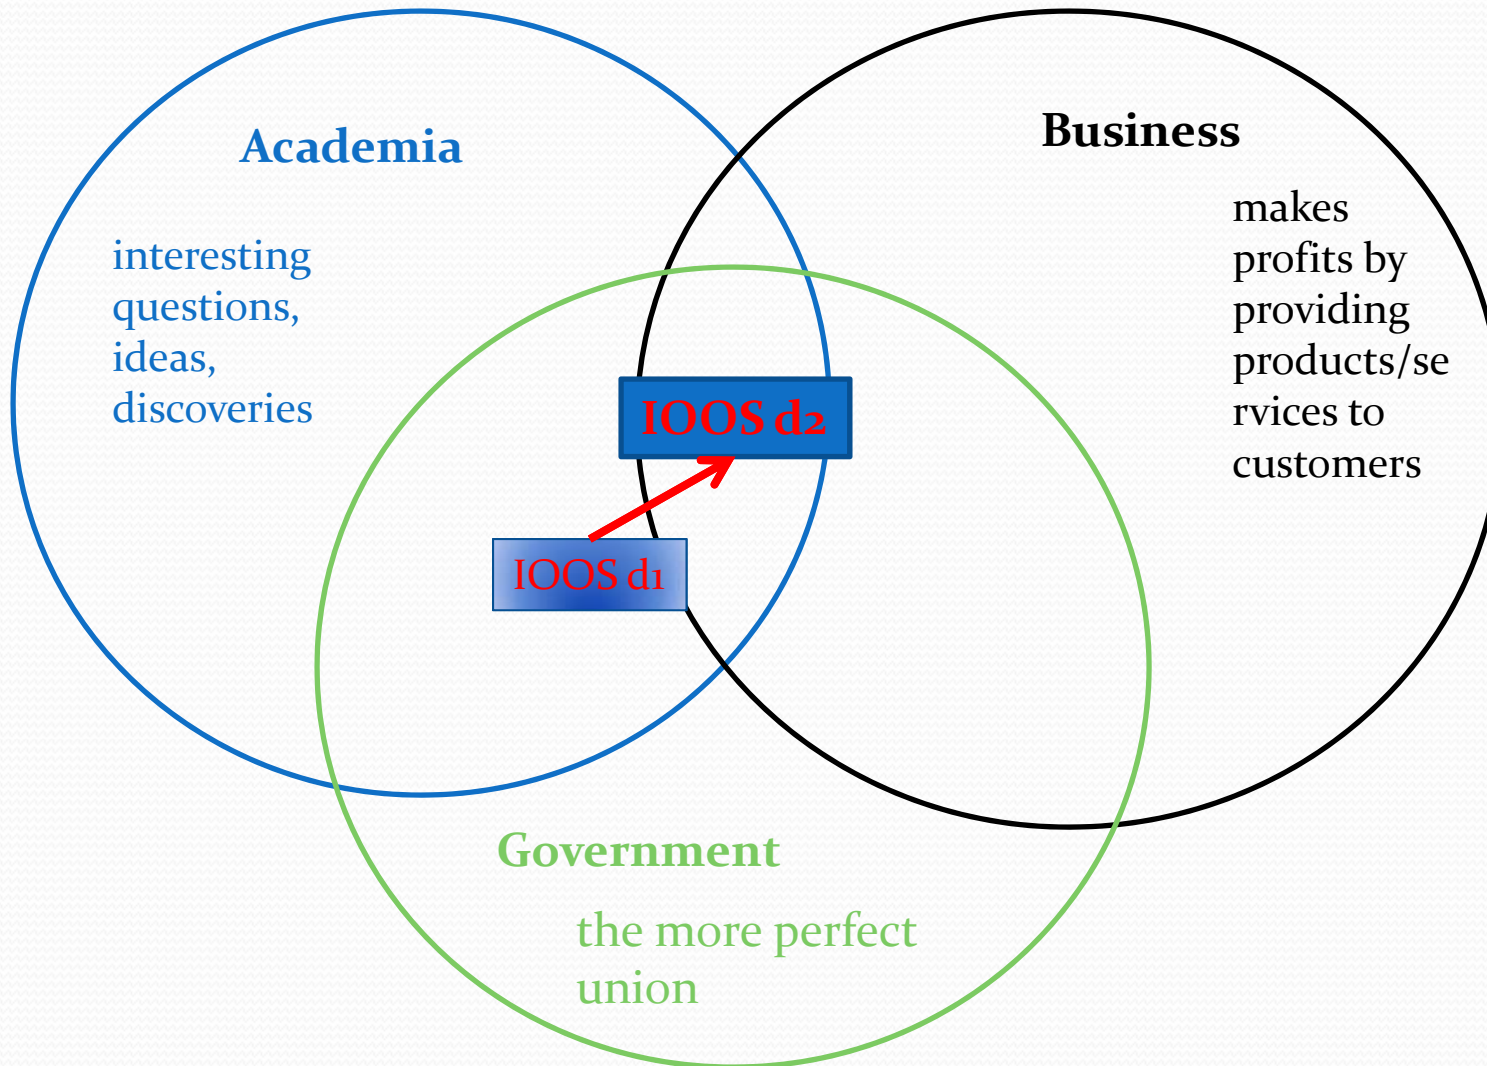 Academia
interesting
questions,
ideas,
discoveries
Business
makes
profits by
providing
products/se
rvices to
customers
IOOS d2
IOOS d1
Government
the more perfect
union